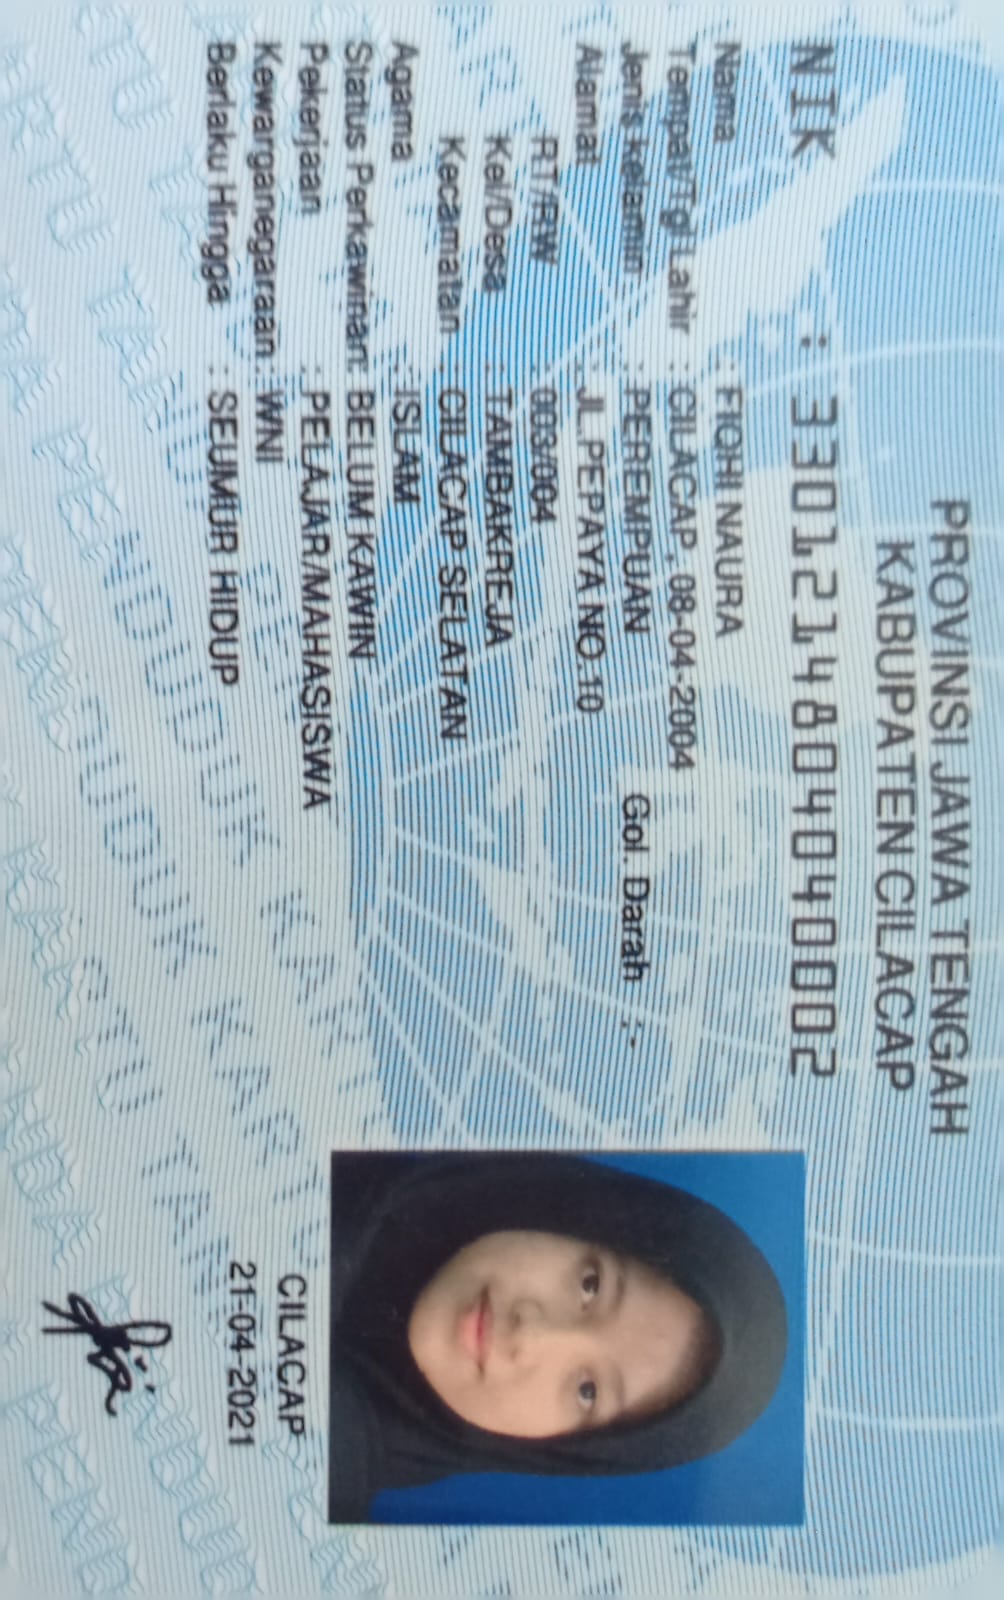 PROVINSI JAWA TENGAH
KABUPATEN CILACAP
NIK : 3301214804040002
Nama : FIQHI NAURA
Tempat/Tgl Lahir : CILACAP, 08-04-2004
Jenis kelamin : PEREMPUAN Gol. Darah : -
Alamat : JL.PEPAYA NO.10
RT/RW : 003/004
Kel/Desa : TAMBAKREJA
Kecamatan : CILACAP SELATAN
Agama : ISLAM
Status Perkawinan: BELUM KAWIN
Pekerjaan : PELAJAR/MAHASISWA
Kewarganegaraan: WNI
Berlaku Hingga : SEUMUR HIDUP
CILACAP
21-04-2021